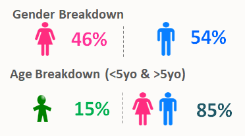 Gender Breakdown
46% 54%
Age Breakdown (<5yo & >5yo)
15% 85%